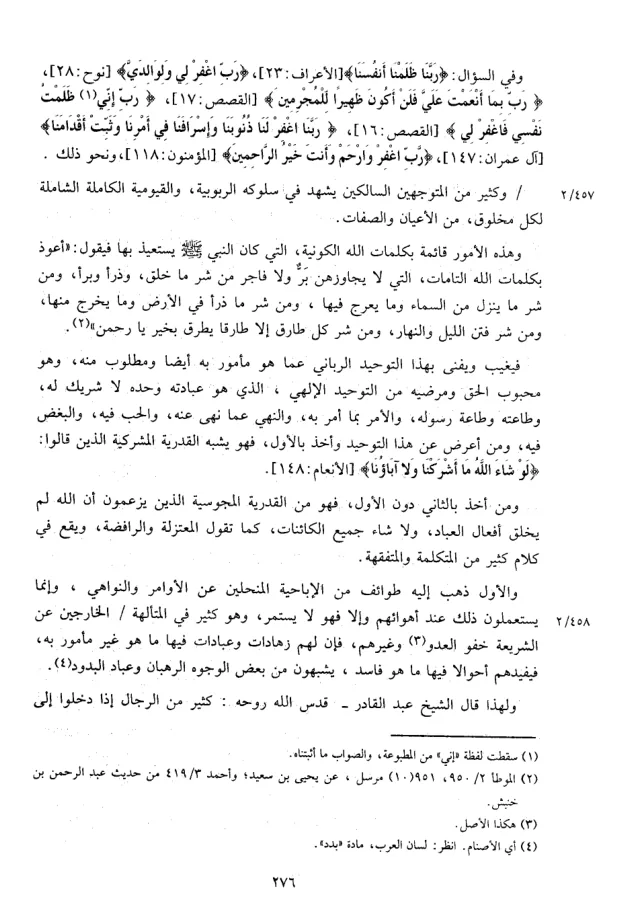 وفي السؤال: ﴿رَبَّنَا ظَلَمْنَا أَنفُسَنَا﴾[الأعراف:٢٣]، ﴿رَبِّ اغْفِرْ لِي وَلِوَالِدَيَّ﴾ [نوح:٢٨]،
﴿ رَبِّ بِمَا أَنْعَمْتَ عَلَيَّ فَلَنْ أَكُونَ ظَهِيرًا لِّلْمُجْرِمِينَ ﴾ [القصص:١٧]، ﴿ رَبِّ إِنِّي(١) ظَلَمْتُ
نَفْسِي فَاغْفِرْ لِي ﴾ [القصص:١٦]، ﴿ رَبَّنَا اغْفِرْ لَنَا ذُنُوبَنَا وَإِسْرَافَنَا فِي أَمْرِنَا وَثَبِّتْ أَقْدَامَنَا﴾
[آل عمران:١٤٧]، ﴿رَّبِّ اغْفِرْ وَارْحَمْ وَأَنتَ خَيْرُ الرَّاحِمِينَ﴾ [المؤمنون:١١٨]،ونحو ذلك .
/ وكثير من المتوجهين السالكين يشهد في سلوكه الربوبية، والقيومية الكاملة الشاملة
٢/٤٥٧
لكل مخلوق، من الأعيان والصفات.
وهذه الأمور قائمة بكلمات الله الكونية، التي كان النبي ﷺ يستعيذ بها فيقول:«أعوذ
بكلمات الله التامات، التي لا يجاوزهن بَرٌّ ولا فاجر من شر ما خلق، وذرأ وبرأ، ومن
شر ما ينزل من السماء وما يعرج فيها ، ومن شر ما ذرأ في الأرض وما يخرج منها،
ومن شر فتن الليل والنهار، ومن شر كل طارق إلا طارقا يطرق بخير يا رحمن»(٢).
فيغيب ويفنى بهذا التوحيد الرباني عما هو مأمور به أيضا ومطلوب منه، وهو
محبوب الحق ومرضيه من التوحيد الإلهي ، الذي هو عبادته وحده لا شريك له،
وطاعته وطاعة رسوله، والأمر بما أمر به، والنهي عما نهى عنه، والحب فيه، والبغض
فيه، ومن أعرض عن هذا التوحيد وأخذ بالأول، فهو يشبه القدرية المشركية الذين قالوا:
﴿لَوْ شَاءَ اللَّهُ مَا أَشْرَكْنَا وَلا آبَاؤُنَا﴾ [الأنعام:١٤٨].
ومن أخذ بالثاني دون الأول، فهو من القدرية المجوسية الذين يزعمون أن الله لم
يخلق أفعال العباد، ولا شاء جميع الكائنات، كما تقول المعتزلة والرافضة، ويقع في
كلام كثير من المتكلمة والمتفقهة.
والأول ذهب إليه طوائف من الإباحية المنحلين عن الأوامر والنواهي ، وإنما
يستعملون ذلك عند أهوائهم وإلا فهو لا يستمر، وهو كثير في المتألهة / الخارجين عن
٢/٤٥٨
الشريعة خفو العدو(٣) وغيرهم، فإن لهم زهادات وعبادات فيها ما هو غير مأمور به،
فيفيدهم أحوالا فيها ما هو فاسد ، يشبهون من بعض الوجوه الرهبان وعباد البدود(٤).
ولهذا قال الشيخ عبد القادر ـ قدس الله روحه : كثير من الرجال إذا دخلوا إلى
(١) سقطت لفظة «إني» من المطبوعة، والصواب ما أثبتناه.
(٢) الموطأ ٢/ ٩٥٠، ٩٥١(١٠) مرسل ، عن يحيى بن سعيد؛ وأحمد ٤١٩/٣ من حديث عبد الرحمن بن
خنبش.
(٣) هكذا الأصل.
(٤) أي الأصنام. انظر: لسان العرب، مادة «بدد».
٢٧٦